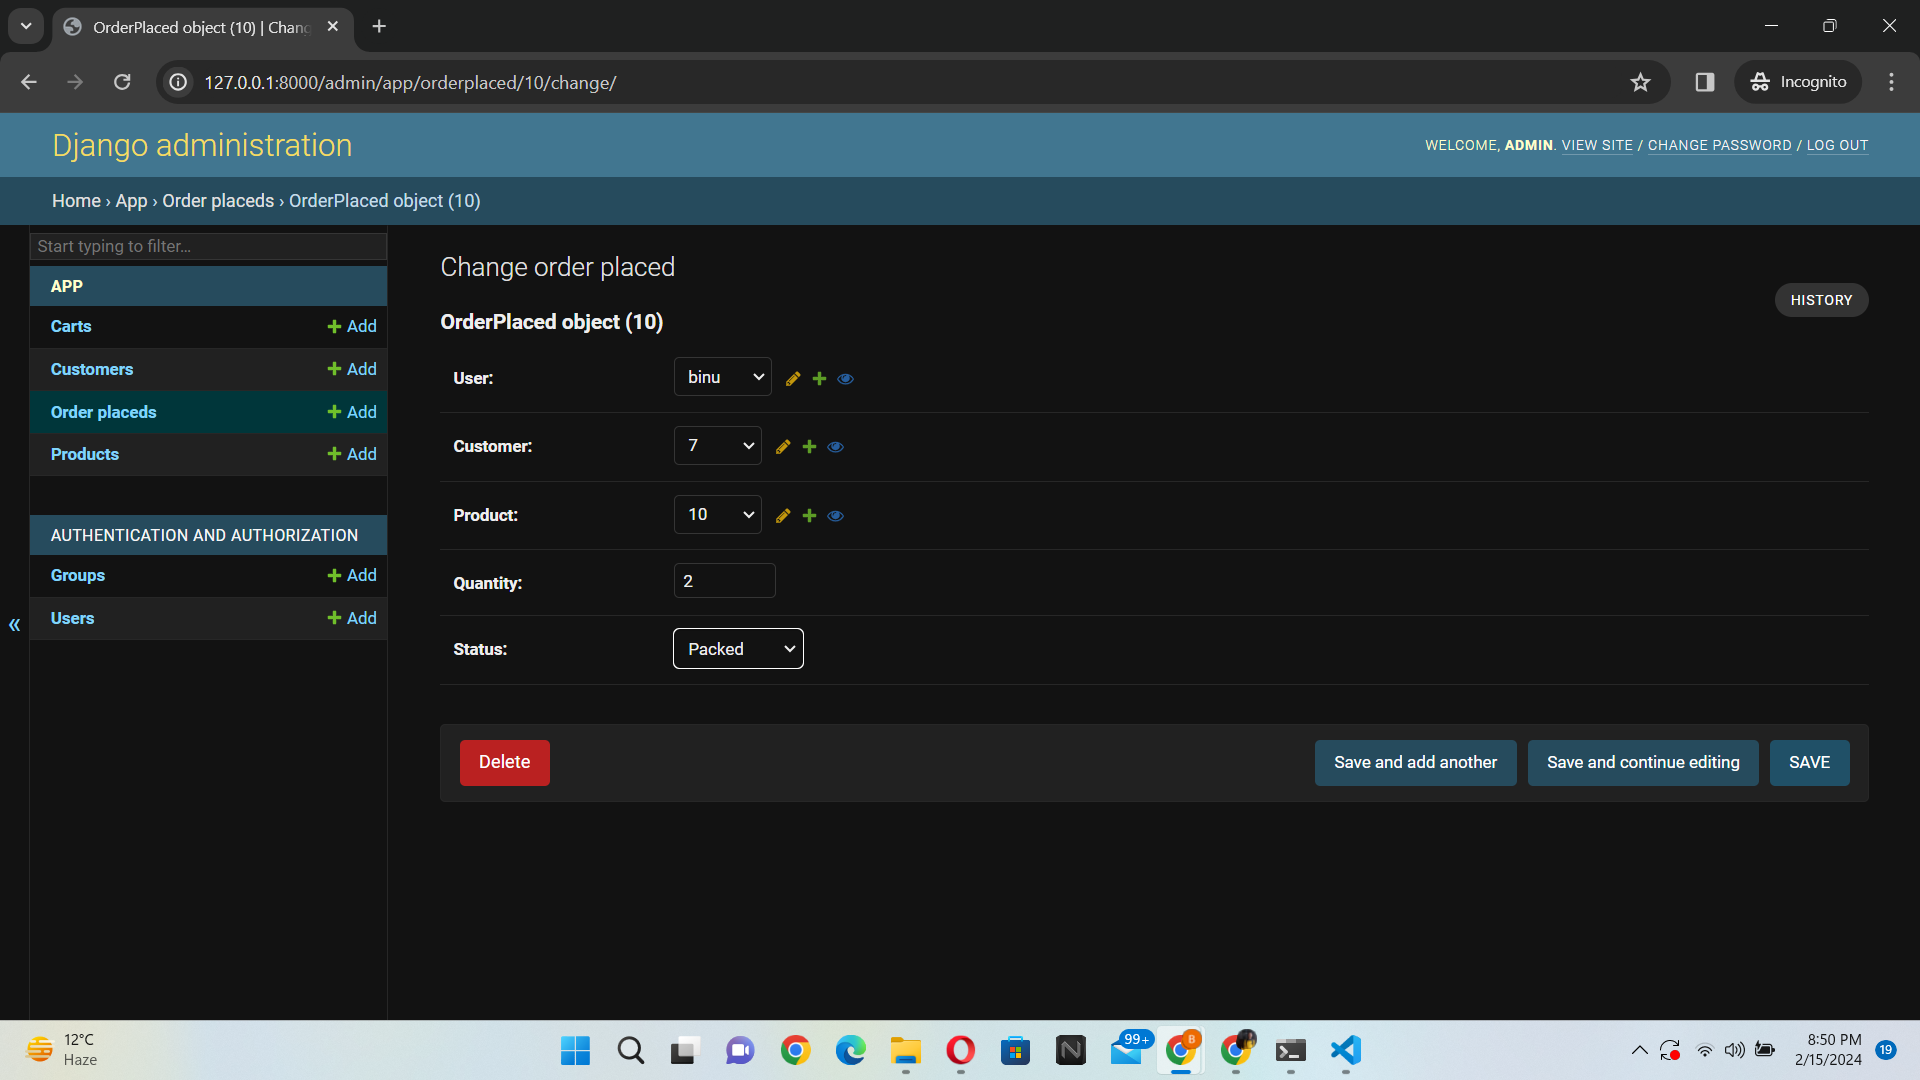 OrderPlaced object (10) | Chang
127.0.0.1:8000/admin/app/orderplaced/10/change/
Incognito
Django administration
WELCOME, ADMIN. VIEW SITE / CHANGE PASSWORD / LOG OUT
Home › App › Order placeds › OrderPlaced object (10)
Start typing to filter...
APP
Carts + Add
Customers + Add
Order placeds + Add
Products + Add
AUTHENTICATION AND AUTHORIZATION
Groups + Add
Users + Add
«
Change order placed
HISTORY
OrderPlaced object (10)
User: binu
Customer: 7
Product: 10
Quantity: 2
Status: Packed
Delete Save and add another Save and continue editing SAVE
12°C
Haze
99+
B
N
8:50 PM
2/15/2024
19